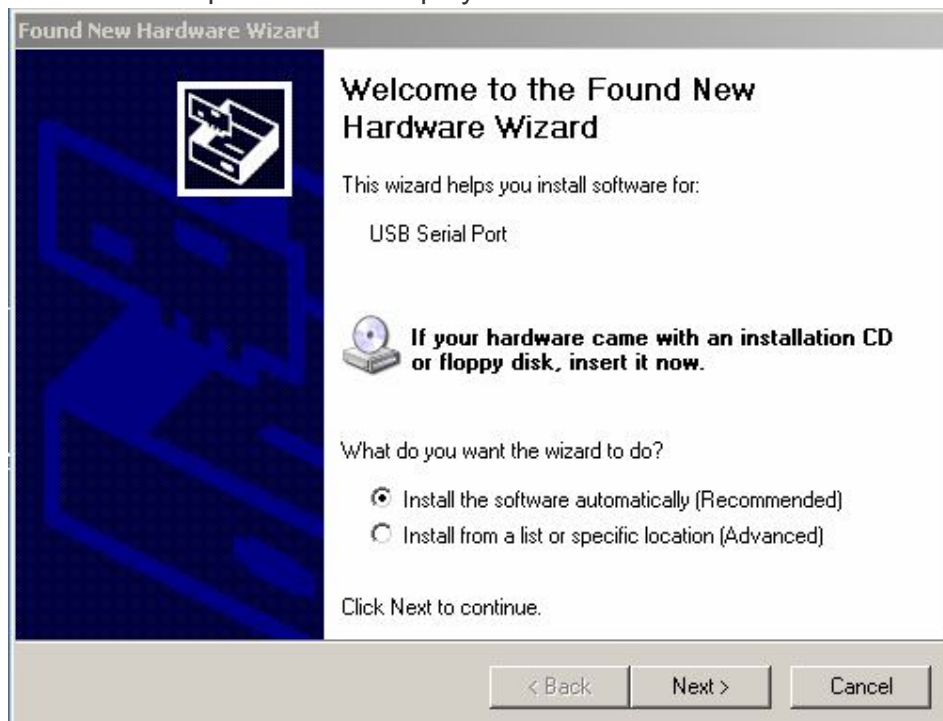 Found New Hardware Wizard
Welcome to the Found New
Hardware Wizard
This wizard helps you install software for:
USB Serial Port
If your hardware came with an installation CD
or floppy disk, insert it now.
What do you want the wizard to do?
Install the software automatically (Recommended)
Install from a list or specific location (Advanced)
Click Next to continue.
< Back Next > Cancel